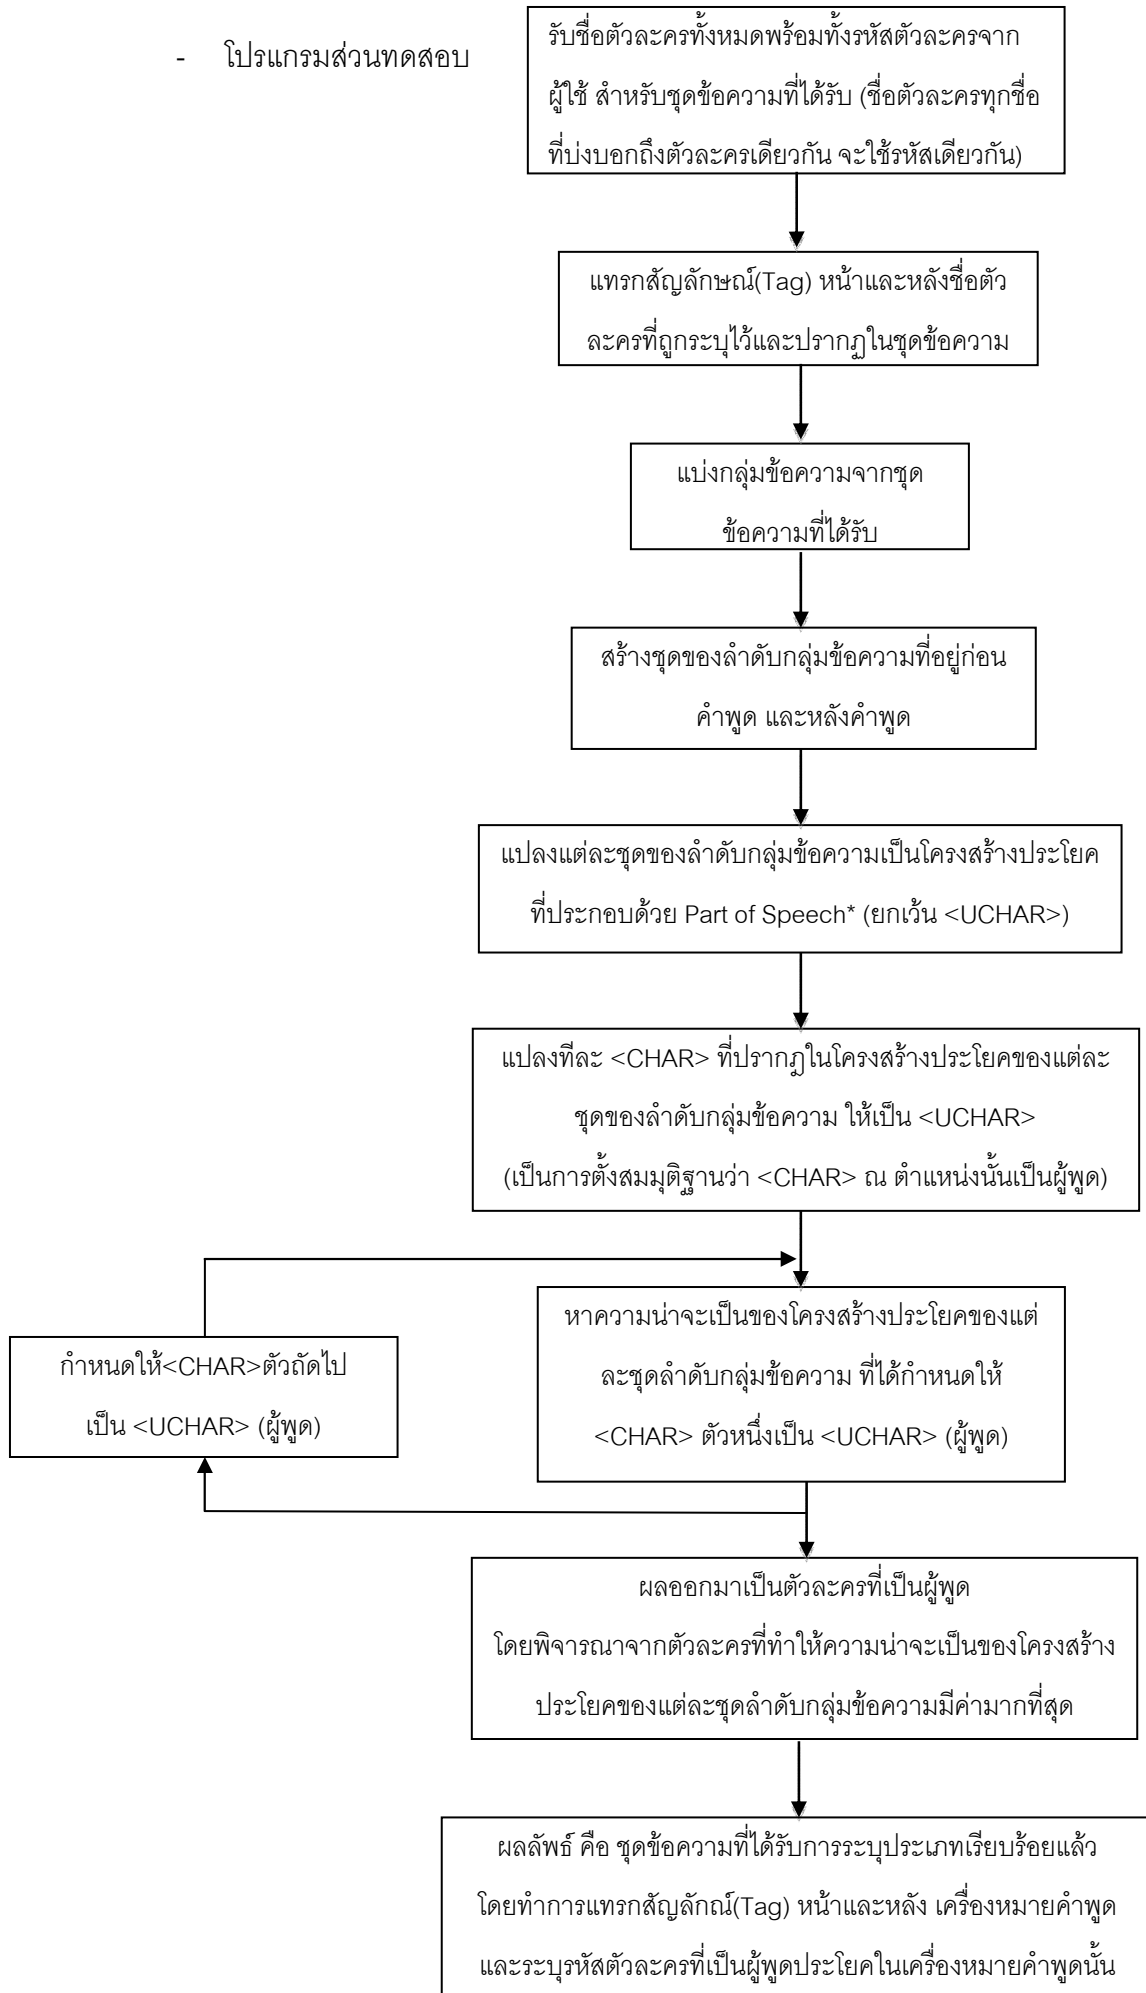 - โปรแกรมส่วนทดสอบ
รับชื่อตัวละครทั้งหมดพร้อมทั้งรหัสตัวละครจาก
ผู้ใช้ สำหรับชุดข้อความที่ได้รับ (ชื่อตัวละครทุกชื่อ
ที่บ่งบอกถึงตัวละครเดียวกัน จะใช้รหัสเดียวกัน)
แทรกสัญลักษณ์(Tag) หน้าและหลังชื่อตัว
ละครที่ถูกระบุไว้และปรากฏในชุดข้อความ
แบ่งกลุ่มข้อความจากชุด
ข้อความที่ได้รับ
สร้างชุดของลำดับกลุ่มข้อความที่อยู่ก่อน
คำพูด และหลังคำพูด
แปลงแต่ละชุดของลำดับกลุ่มข้อความเป็นโครงสร้างประโยค
ที่ประกอบด้วย Part of Speech* (ยกเว้น <UCHAR>)
แปลงทีละ <CHAR> ที่ปรากฎในโครงสร้างประโยคของแต่ละ
ชุดของลำดับกลุ่มข้อความ ให้เป็น <UCHAR>
(เป็นการตั้งสมมุติฐานว่า <CHAR> ณ ตำแหน่งนั้นเป็นผู้พูด)
หาความน่าจะเป็นของโครงสร้างประโยคของแต่
ละชุดลำดับกลุ่มข้อความ ที่ได้กำหนดให้
<CHAR> ตัวหนึ่งเป็น <UCHAR> (ผู้พูด)
กำหนดให้<CHAR>ตัวถัดไป
เป็น <UCHAR> (ผู้พูด)
ผลออกมาเป็นตัวละครที่เป็นผู้พูด
โดยพิจารณาจากตัวละครที่ทำให้ความน่าจะเป็นของโครงสร้าง
ประโยคของแต่ละชุดลำดับกลุ่มข้อความมีค่ามากที่สุด
ผลลัพธ์ คือ ชุดข้อความที่ได้รับการระบุประเภทเรียบร้อยแล้ว
โดยทำการแทรกสัญลักณ์(Tag) หน้าและหลัง เครื่องหมายคำพูด
และระบุรหัสตัวละครที่เป็นผู้พูดประโยคในเครื่องหมายคำพูดนั้น